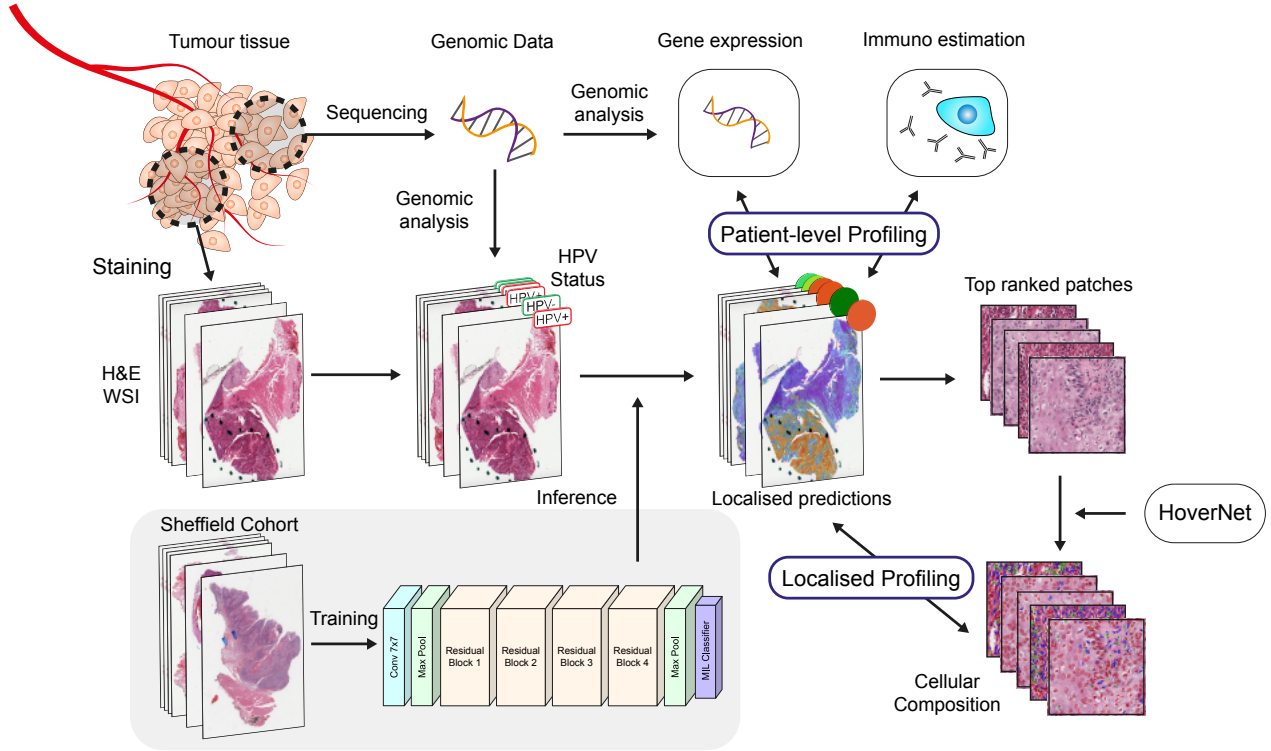 Tumour tissue
Genomic Data
Gene expression
Immuno estimation
Sequencing
Genomic
analysis
Genomic
analysis
Patient-level Profiling
Staining
HPV
Status
HPV+
HPV-
HPV+
Top ranked patches
H&E
WSI
Inference
Localised predictions
HoverNet
Sheffield Cohort
Localised Profiling
Training
Conv 7x7
Max Pool
Residual
Block 1
Residual
Block 2
Residual
Block 3
Residual
Block 4
Max Pool
MIL Classifier
Cellular
Composition